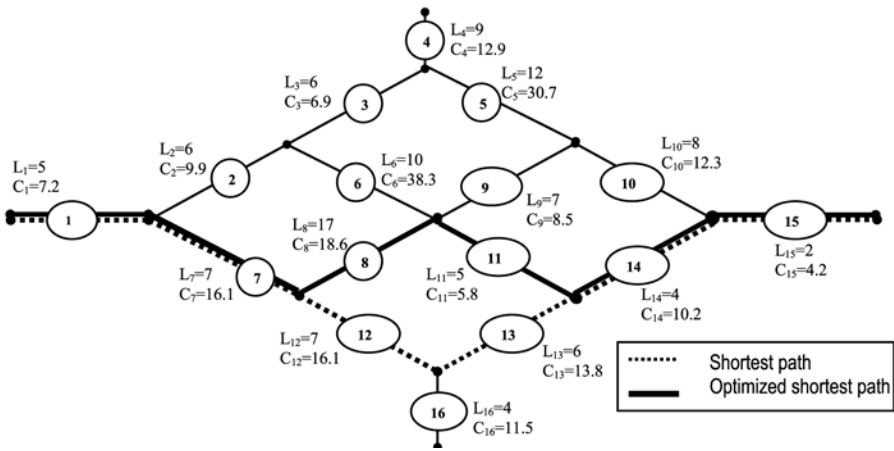 4
L₄=9
C₄=12.9
L₃=6
C₃=6.9
3
5
L₅=12
C₅=30.7
L₂=6
C₂=9.9
2
L₆=10
C₆=38.3
6
9
L₉=7
C₉=8.5
L₁₀=8
C₁₀=12.3
10
L₁=5
C₁=7.2
1
L₈=17
C₈=18.6
8
11
L₁₁=5
C₁₁=5.8
15
L₁₅=2
C₁₅=4.2
L₇=7
C₇=16.1
7
14
L₁₄=4
C₁₄=10.2
L₁₂=7
C₁₂=16.1
12
13
L₁₃=6
C₁₃=13.8
16
L₁₆=4
C₁₆=11.5
Shortest path
Optimized shortest path